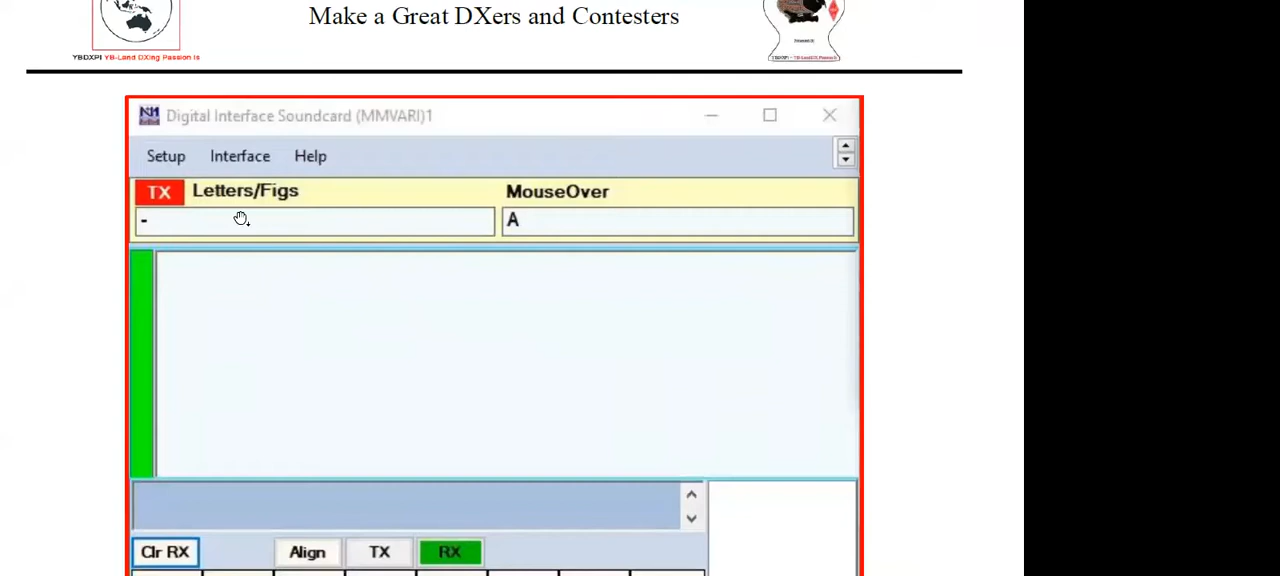 Make a Great DXers and Contesters
YBDXPI YB-Land DXing Passion Is
Digital Interface Soundcard (MMVARI)1
Setup Interface Help
TX Letters/Figs MouseOver
- A
Clr RX Align TX RX